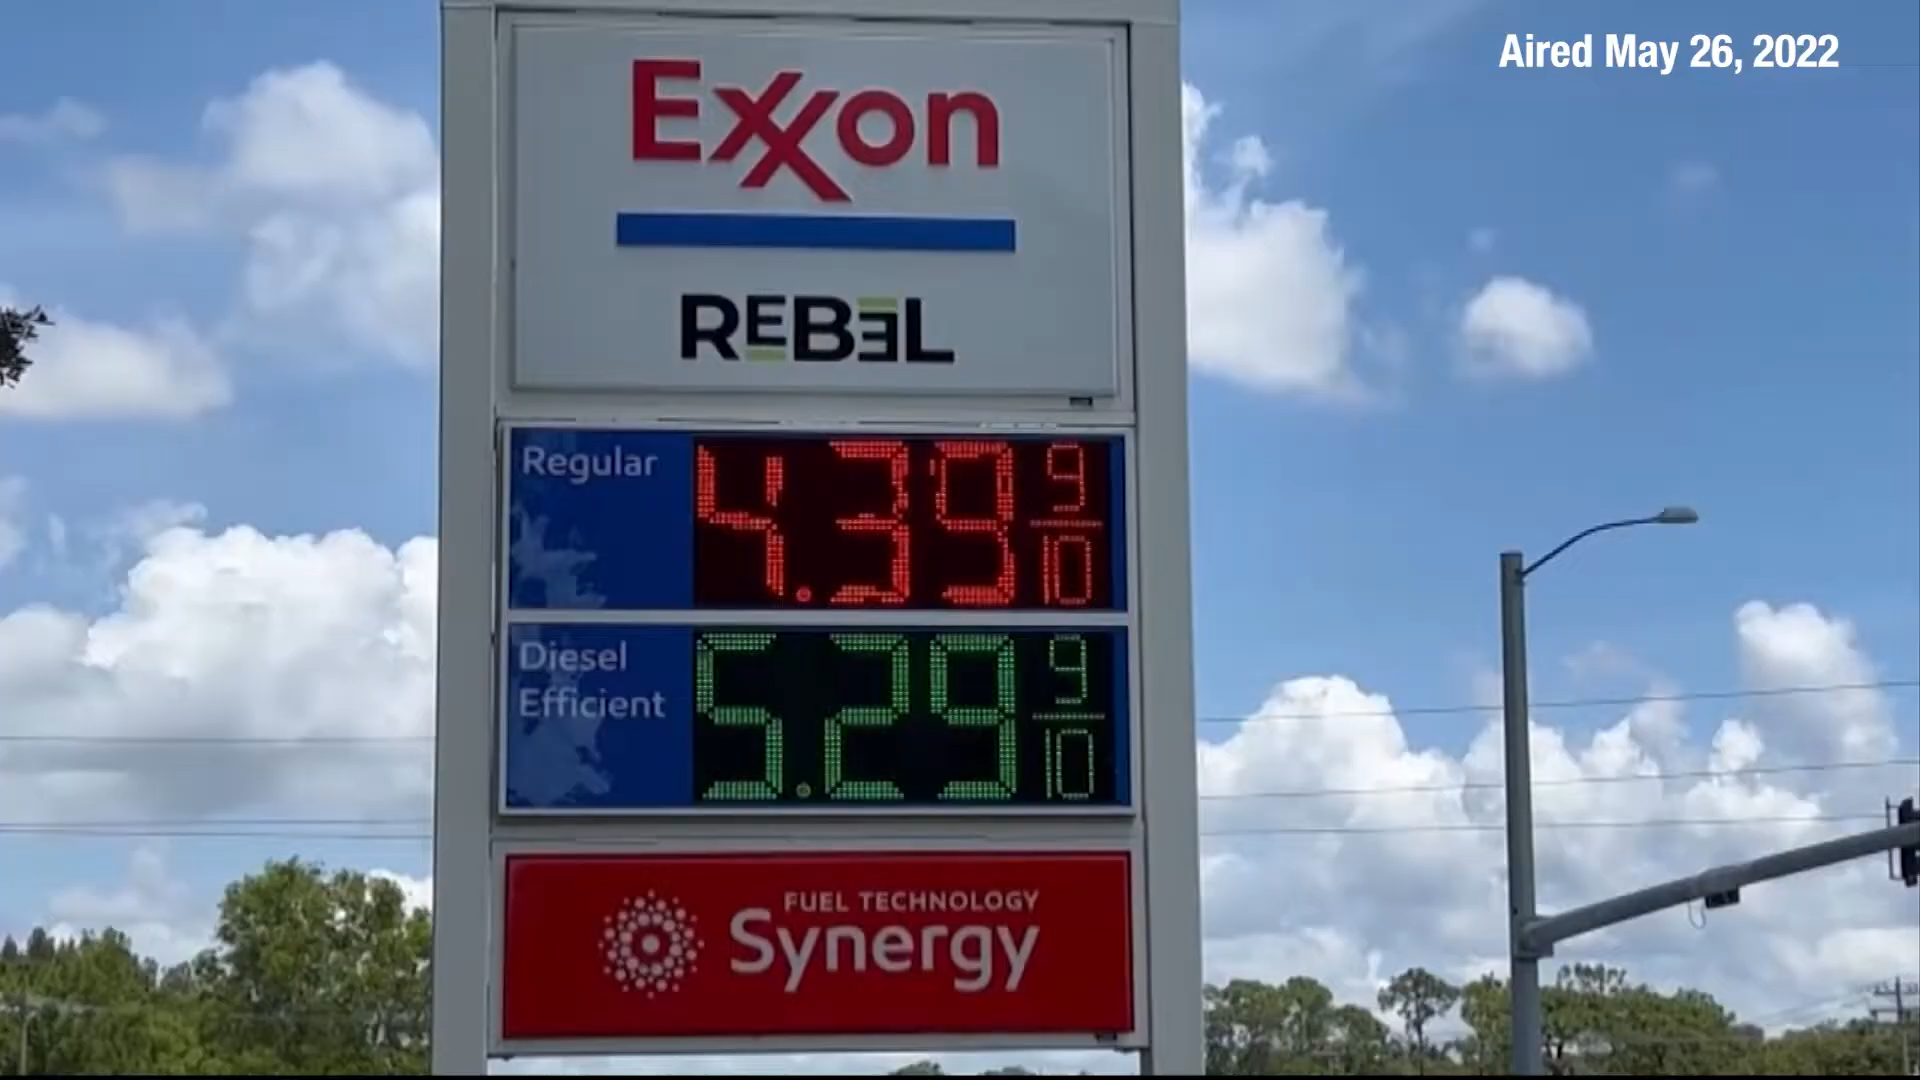 Aired May 26, 2022
Exxon
REBEL
Regular
4.39 9/10
Diesel
Efficient
5.29 9/10
FUEL TECHNOLOGY
Synergy